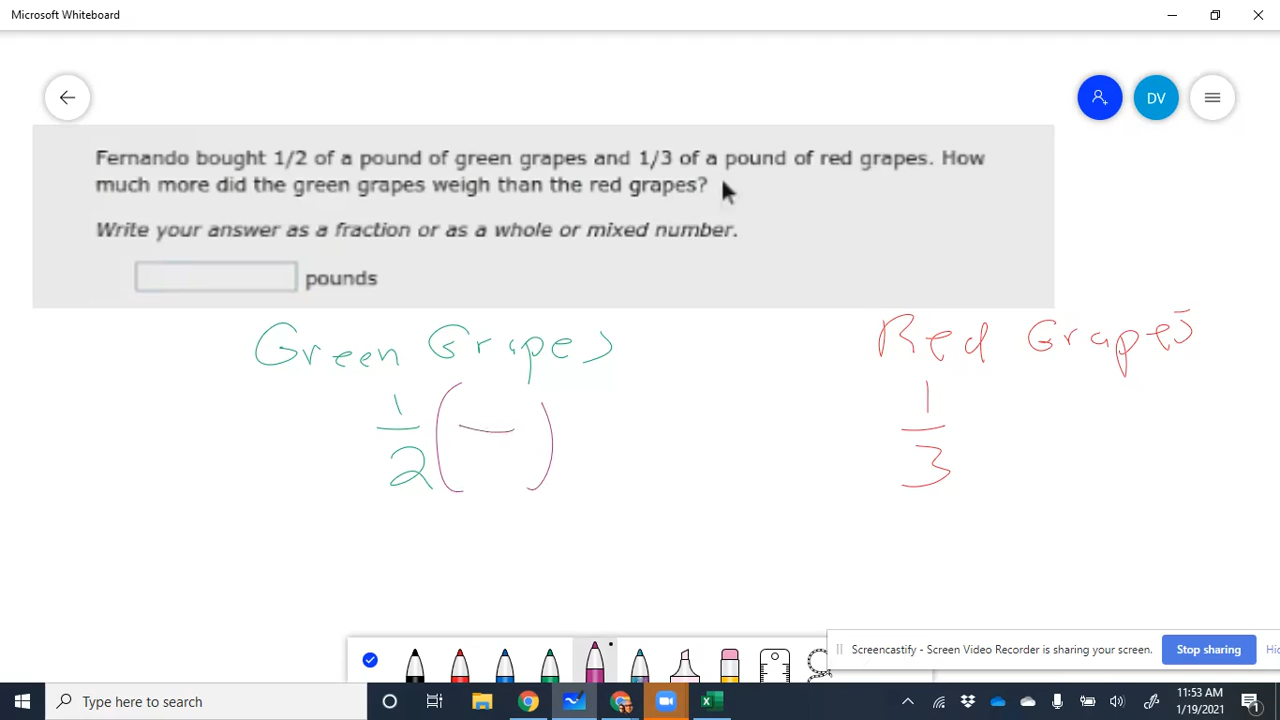 Microsoft Whiteboard
DV
Fernando bought 1/2 of a pound of green grapes and 1/3 of a pound of red grapes. How
much more did the green grapes weigh than the red grapes?
Write your answer as a fraction or as a whole or mixed number.
pounds
Green Grapes
Red Grapes
1/2 ( — )
1/3
Screencastify - Screen Video Recorder is sharing your screen.
Stop sharing
Hic
Type here to search
11:53 AM
1/19/2021
1